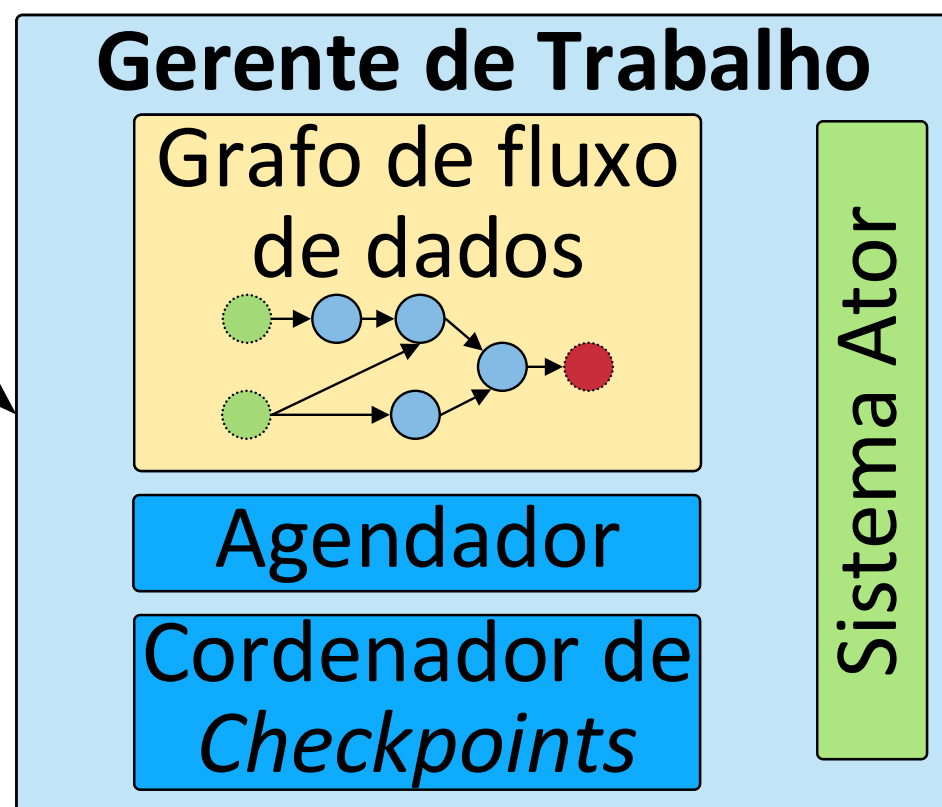 Gerente de Trabalho
Grafo de fluxo
de dados
Agendador
Cordenador de
Checkpoints
Sistema Ator